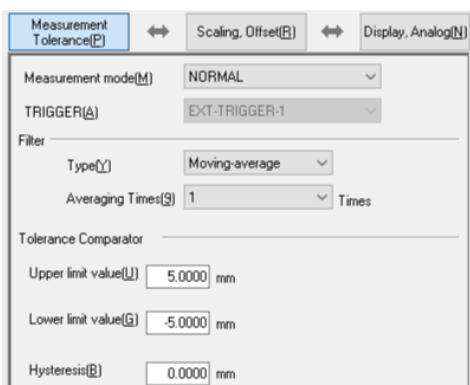 Measurement
Tolerance(P) Scaling, Offset(R) Display, Analog(N)
Measurement mode(M) NORMAL
TRIGGER(A) EXT-TRIGGER-1
Filter
Type(Y) Moving-average
Averaging Times(9) 1 Times
Tolerance Comparator
Upper limit value(U) 5.0000 mm
Lower limit value(G) -5.0000 mm
Hysteresis(B) 0.0000 mm